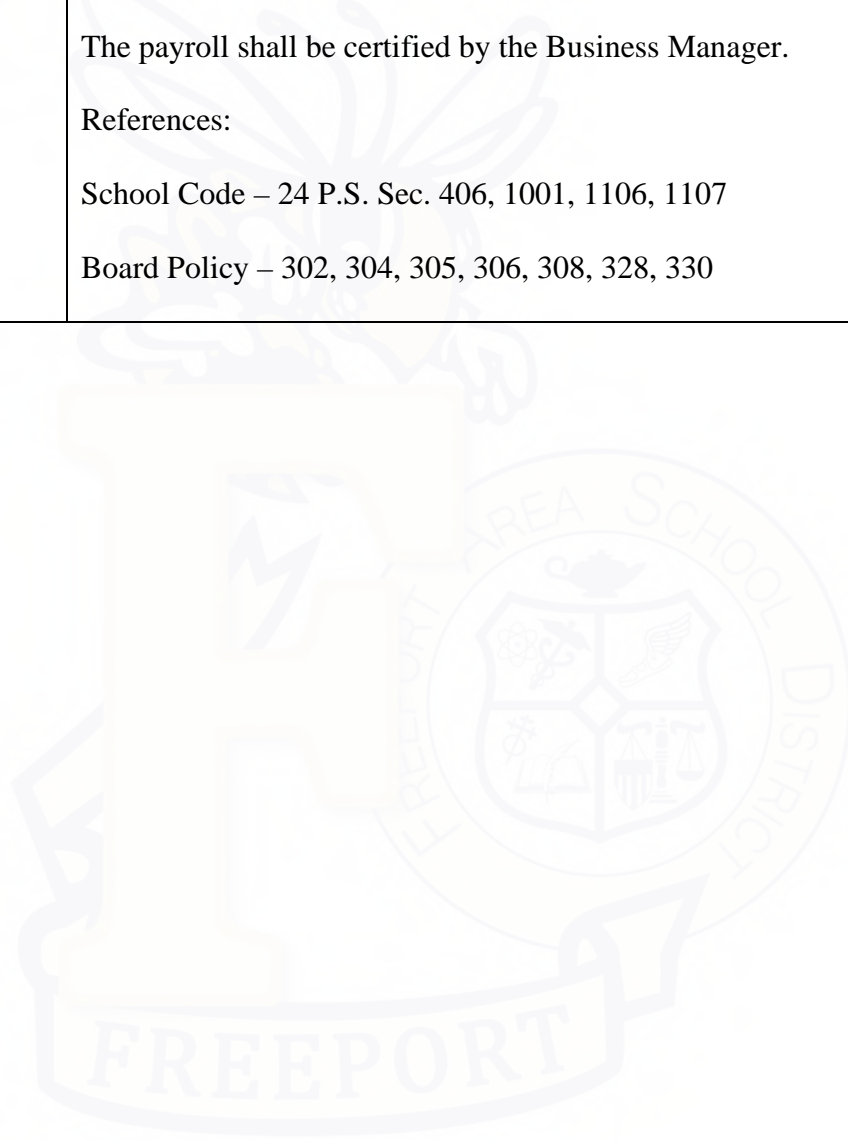 The payroll shall be certified by the Business Manager.
References:
School Code – 24 P.S. Sec. 406, 1001, 1106, 1107
Board Policy – 302, 304, 305, 306, 308, 328, 330
FREEPORT AREA SCHOOL DISTRICT
FREEPORT